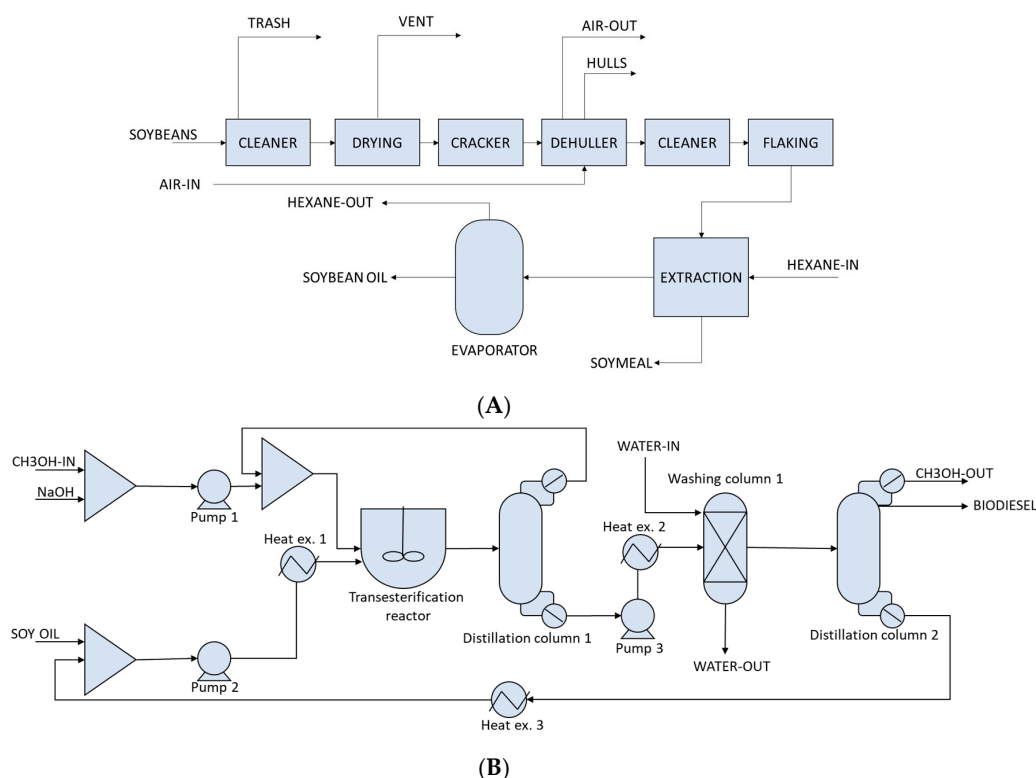 TRASH
VENT
AIR-OUT
HULLS
SOYBEANS
CLEANER
DRYING
CRACKER
DEHULLER
CLEANER
FLAKING
AIR-IN
HEXANE-OUT
SOYBEAN OIL
EXTRACTION
HEXANE-IN
EVAPORATOR
SOYMEAL
(A)
CH3OH-IN
NaOH
Pump 1
Heat ex. 1
Transesterification
reactor
SOY OIL
Pump 2
Distillation column 1
WATER-IN
Washing column 1
Heat ex. 2
Pump 3
WATER-OUT
CH3OH-OUT
BIODIESEL
Distillation column 2
Heat ex. 3
(B)